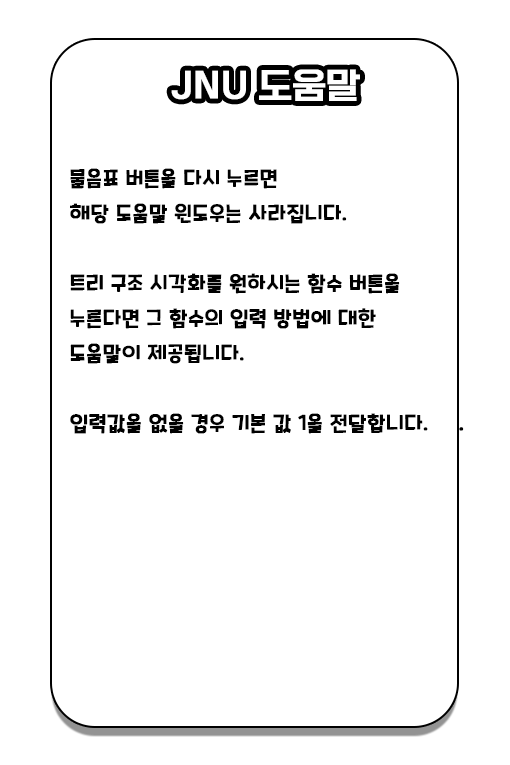 JNU 도움말
물음표 버튼을 다시 누르면
해당 도움말 윈도우는 사라집니다.
트리 구조 시각화를 원하시는 함수 버튼을
누른다면 그 함수의 입력 방법에 대한
도움말이 제공됩니다.
입력값을 없을 경우 기본 값 1을 전달합니다. .